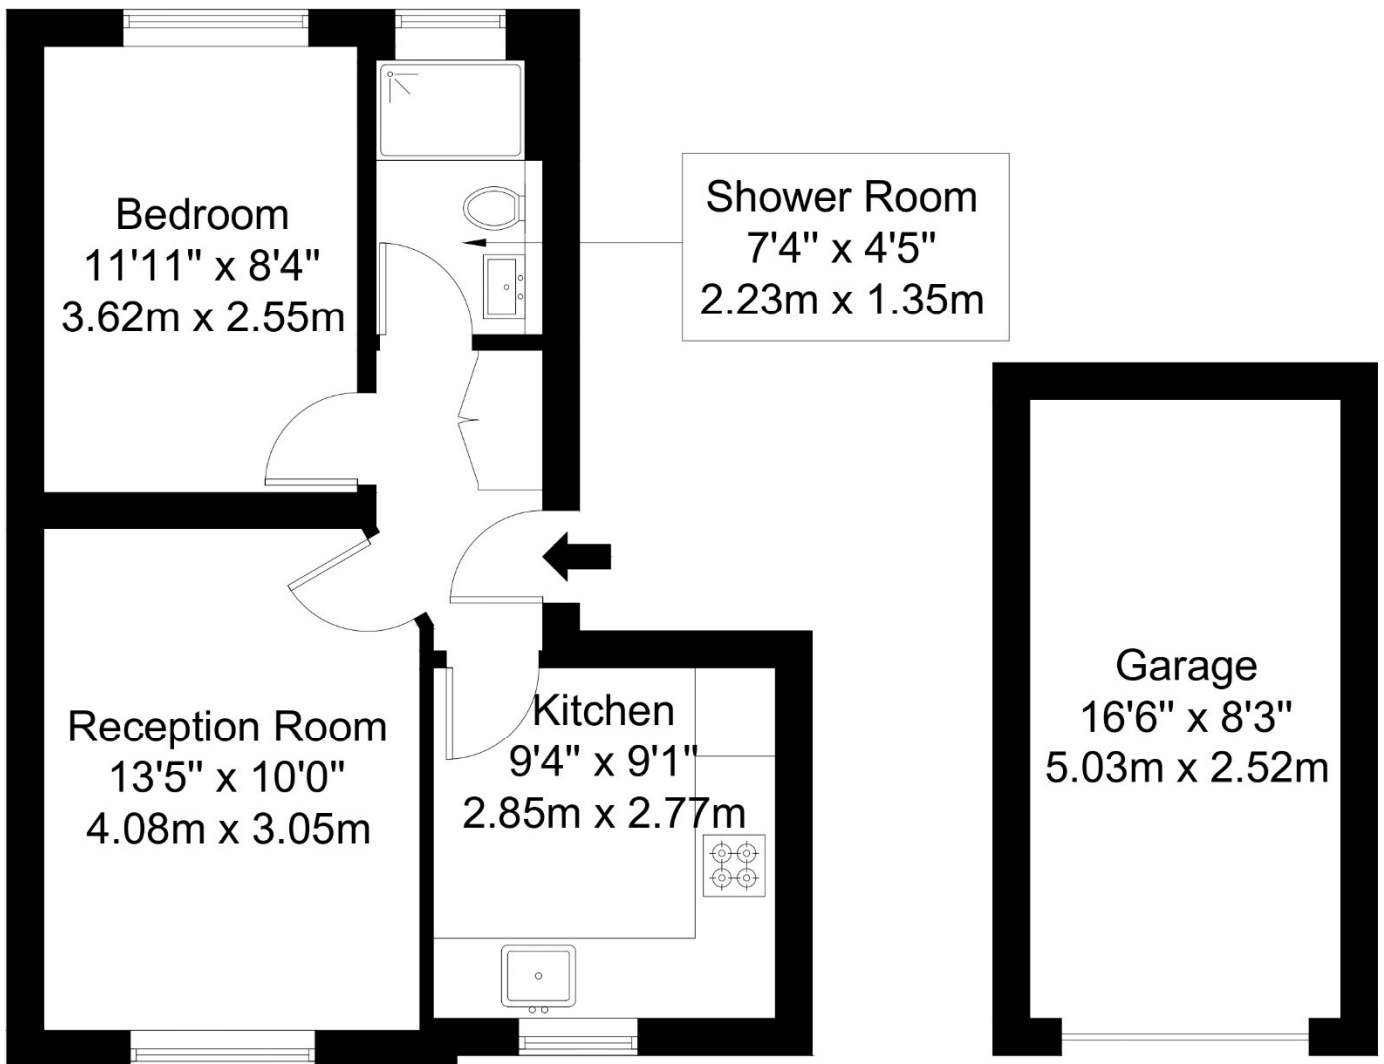 Bedroom
11'11" x 8'4"
3.62m x 2.55m
Shower Room
7'4" x 4'5"
2.23m x 1.35m
Reception Room
13'5" x 10'0"
4.08m x 3.05m
Kitchen
9'4" x 9'1"
2.85m x 2.77m
Garage
16'6" x 8'3"
5.03m x 2.52m